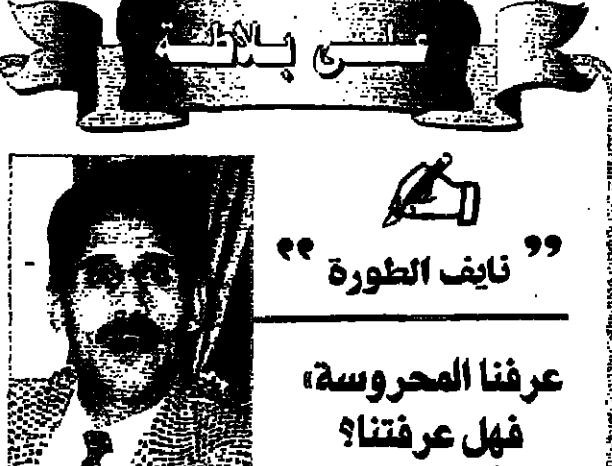 على بلاطة
" نايف الطورة "
عرفنا المحروسة»
فهل عرفتنا؟